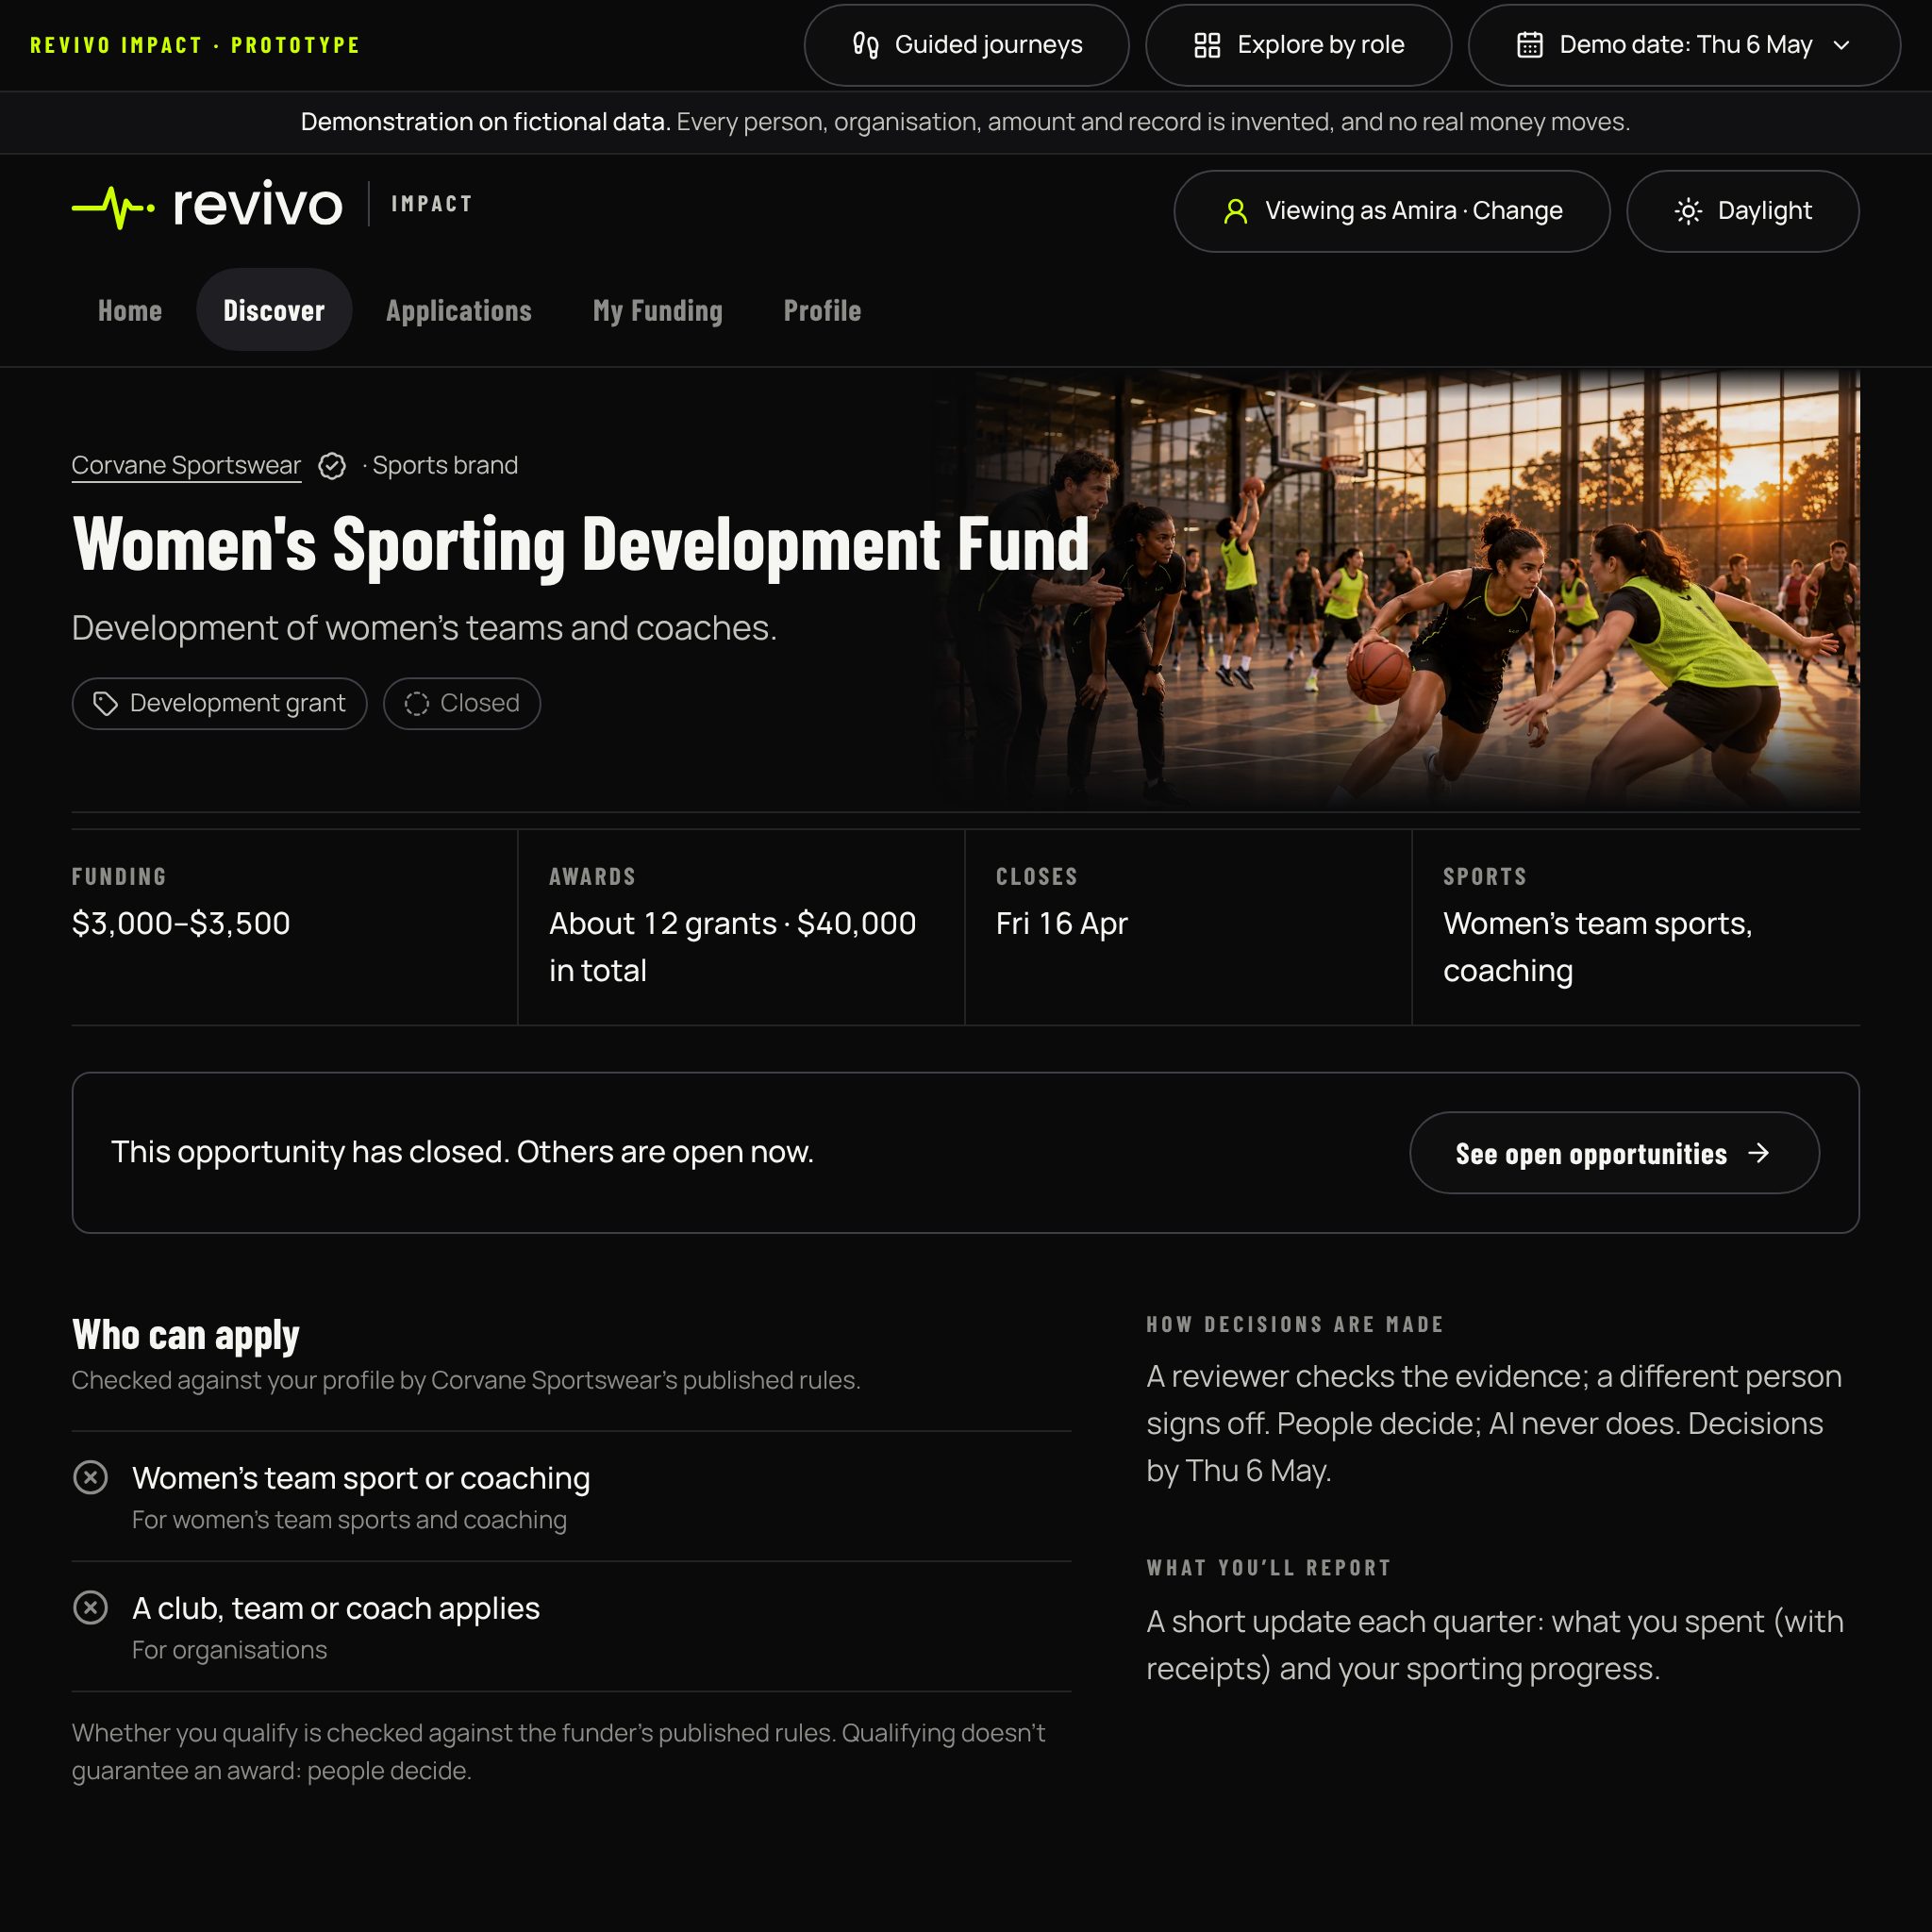 REVIVO IMPACT · PROTOTYPE
Guided journeys
Explore by role
Demo date: Thu 6 May
Demonstration on fictional data. Every person, organisation, amount and record is invented, and no real money moves.
revivo
IMPACT
Viewing as Amira · Change
Daylight
Home
Discover
Applications
My Funding
Profile
Corvane Sportswear · Sports brand
Women's Sporting Development Fund
Development of women’s teams and coaches.
Development grant
Closed
FUNDING
$3,000–$3,500
AWARDS
About 12 grants · $40,000
in total
CLOSES
Fri 16 Apr
SPORTS
Women’s team sports,
coaching
This opportunity has closed. Others are open now.
See open opportunities
Who can apply
Checked against your profile by Corvane Sportswear’s published rules.
Women’s team sport or coaching
For women’s team sports and coaching
A club, team or coach applies
For organisations
Whether you qualify is checked against the funder’s published rules. Qualifying doesn’t
guarantee an award: people decide.
HOW DECISIONS ARE MADE
A reviewer checks the evidence; a different person
signs off. People decide; AI never does. Decisions
by Thu 6 May.
WHAT YOU’LL REPORT
A short update each quarter: what you spent (with
receipts) and your sporting progress.